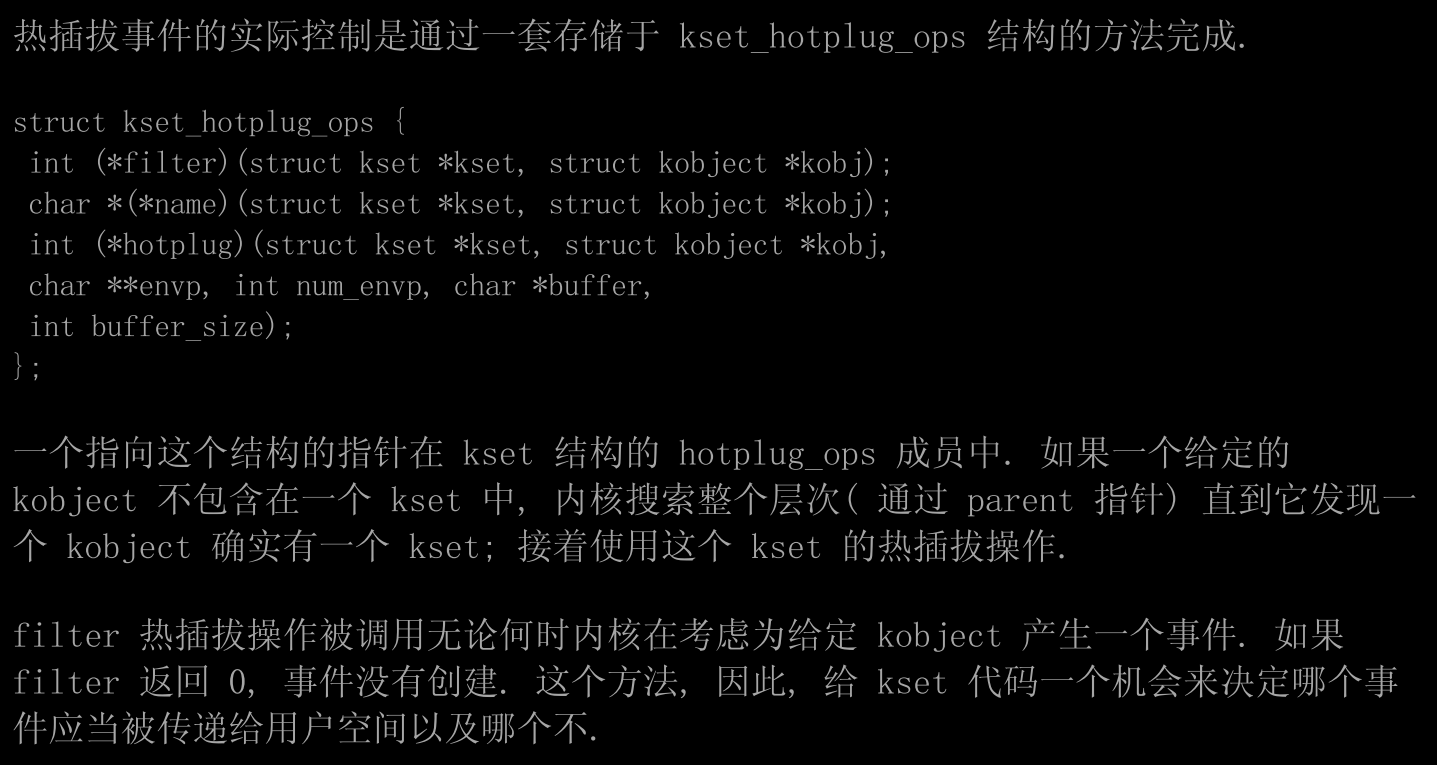 热插拔事件的实际控制是通过一套存储于 kset_hotplug_ops 结构的方法完成.
struct kset_hotplug_ops {
int (*filter)(struct kset *kset, struct kobject *kobj);
char *(*name)(struct kset *kset, struct kobject *kobj);
int (*hotplug)(struct kset *kset, struct kobject *kobj,
char **envp, int num_envp, char *buffer,
int buffer_size);
};
一个指向这个结构的指针在 kset 结构的 hotplug_ops 成员中. 如果一个给定的
kobject 不包含在一个 kset 中, 内核搜索整个层次( 通过 parent 指针) 直到它发现一
个 kobject 确实有一个 kset; 接着使用这个 kset 的热插拔操作.
filter 热插拔操作被调用无论何时内核在考虑为给定 kobject 产生一个事件. 如果
filter 返回 0, 事件没有创建. 这个方法, 因此, 给 kset 代码一个机会来决定哪个事
件应当被传递给用户空间以及哪个不.